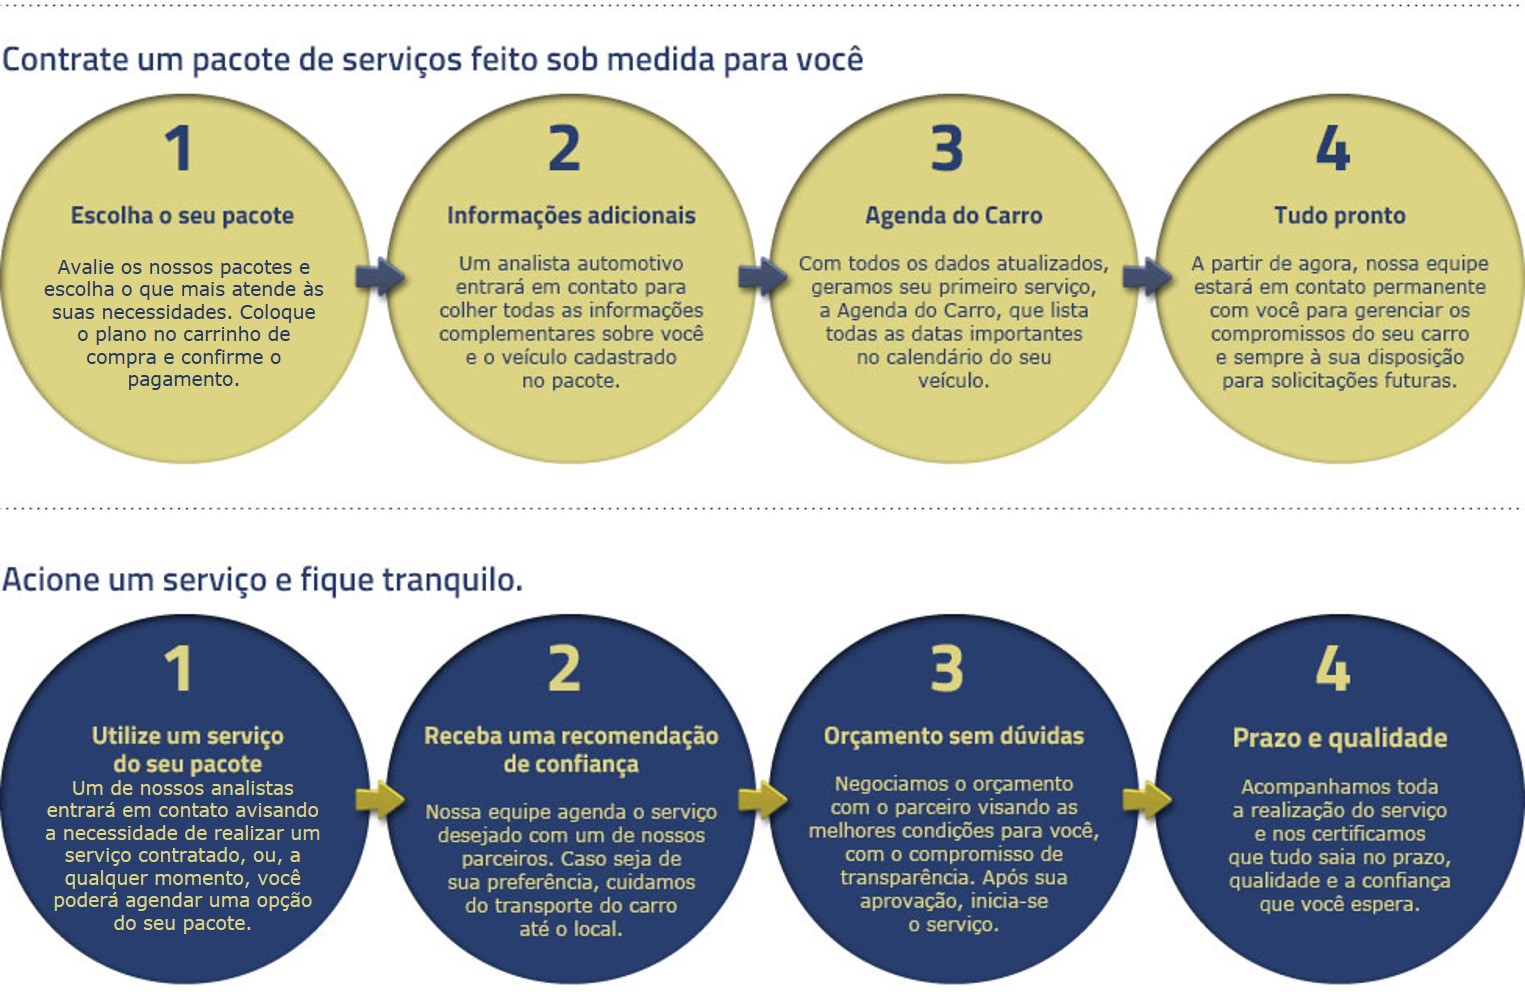 Contrate um pacote de serviços feito sob medida para você
1
Escolha o seu pacote
Avalie os nossos pacotes e
escolha o que mais atende às
suas necessidades. Coloque
o plano no carrinho de
compra e confirme o
pagamento.
2
Informações adicionais
Um analista automotivo
entrará em contato para
colher todas as informações
complementares sobre você
e o veículo cadastrado
no pacote.
3
Agenda do Carro
Com todos os dados atualizados,
geramos seu primeiro serviço,
a Agenda do Carro, que lista
todas as datas importantes
no calendário do seu
veículo.
4
Tudo pronto
A partir de agora, nossa equipe
estará em contato permanente
com você para gerenciar os
compromissos do seu carro
e sempre à sua disposição
para solicitações futuras.
Acione um serviço e fique tranquilo.
1
Utilize um serviço
do seu pacote
Um de nossos analistas
entrará em contato avisando
a necessidade de realizar um
serviço contratado, ou, a
qualquer momento, você
poderá agendar uma opção
do seu pacote.
2
Receba uma recomendação
de confiança
Nossa equipe agenda o serviço
desejado com um de nossos
parceiros. Caso seja de
sua preferência, cuidamos
do transporte do carro
até o local.
3
Orçamento sem dúvidas
Negociamos o orçamento
com o parceiro visando as
melhores condições para você,
com o compromisso de
transparência. Após sua
aprovação, inicia-se
o serviço.
4
Prazo e qualidade
Acompanhamos toda
a realização do serviço
e nos certificamos
que tudo saia no prazo,
qualidade e a confiança
que você espera.